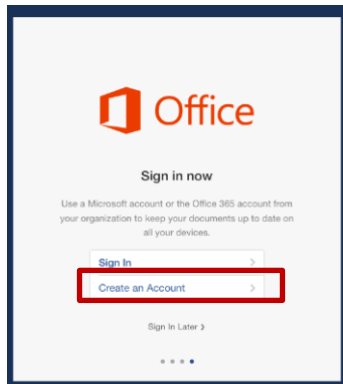 Office
Sign in now
Use a Microsoft account or the Office 365 account from
your organization to keep your documents up to date on
all your devices.
Sign In >
Create an Account >
Sign In Later >